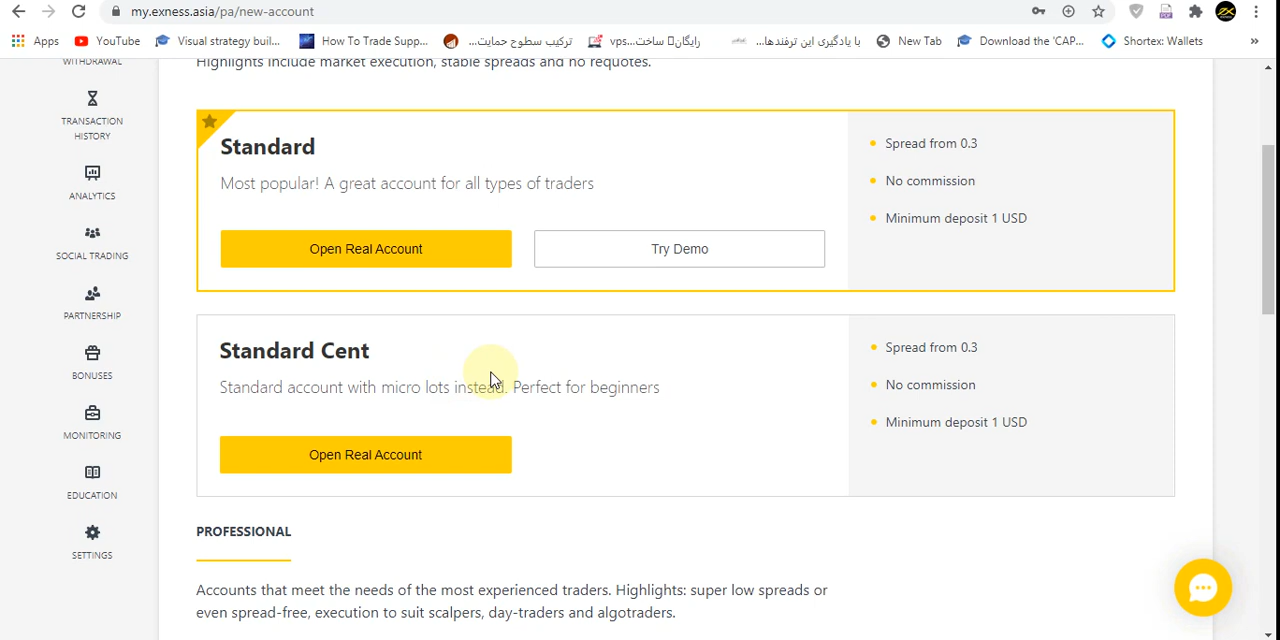 my.exness.asia/pa/new-account
Apps
YouTube
Visual strategy buil...
How To Trade Supp...
ترکیب سطوح حمایت...
رایگان ساخت...vps
با یادگیری این ترفندها...
New Tab
Download the 'CAP...
Shortex: Wallets
»
WITHDRAWAL
Highlights include market execution, stable spreads and no requotes.
TRANSACTION
HISTORY
ANALYTICS
SOCIAL TRADING
PARTNERSHIP
BONUSES
MONITORING
EDUCATION
SETTINGS
Standard
Most popular! A great account for all types of traders
Open Real Account
Try Demo
Spread from 0.3
No commission
Minimum deposit 1 USD
Standard Cent
Standard account with micro lots instead. Perfect for beginners
Open Real Account
Spread from 0.3
No commission
Minimum deposit 1 USD
PROFESSIONAL
Accounts that meet the needs of the most experienced traders. Highlights: super low spreads or
even spread-free, execution to suit scalpers, day-traders and algotraders.